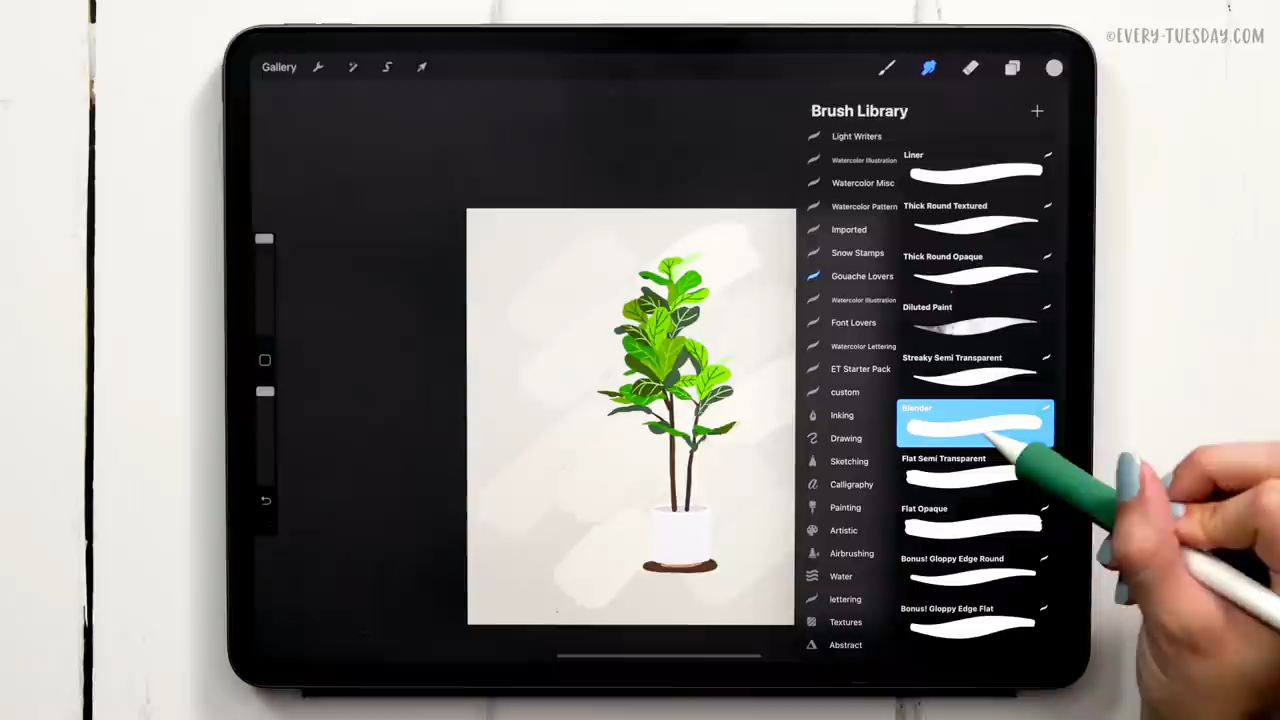 ©EVERY-TUESDAY.COM
Gallery
Brush Library
Light Writers
Watercolor Illustration
Watercolor Misc
Watercolor Pattern
Imported
Snow Stamps
Gouache Lovers
Watercolor Illustration
Font Lovers
Watercolor Lettering
ET Starter Pack
custom
Inking
Drawing
Sketching
Calligraphy
Painting
Artistic
Airbrushing
Water
lettering
Textures
Abstract
Liner
Thick Round Textured
Thick Round Opaque
Diluted Paint
Streaky Semi Transparent
Blender
Flat Semi Transparent
Flat Opaque
Bonus! Gloppy Edge Round
Bonus! Gloppy Edge Flat